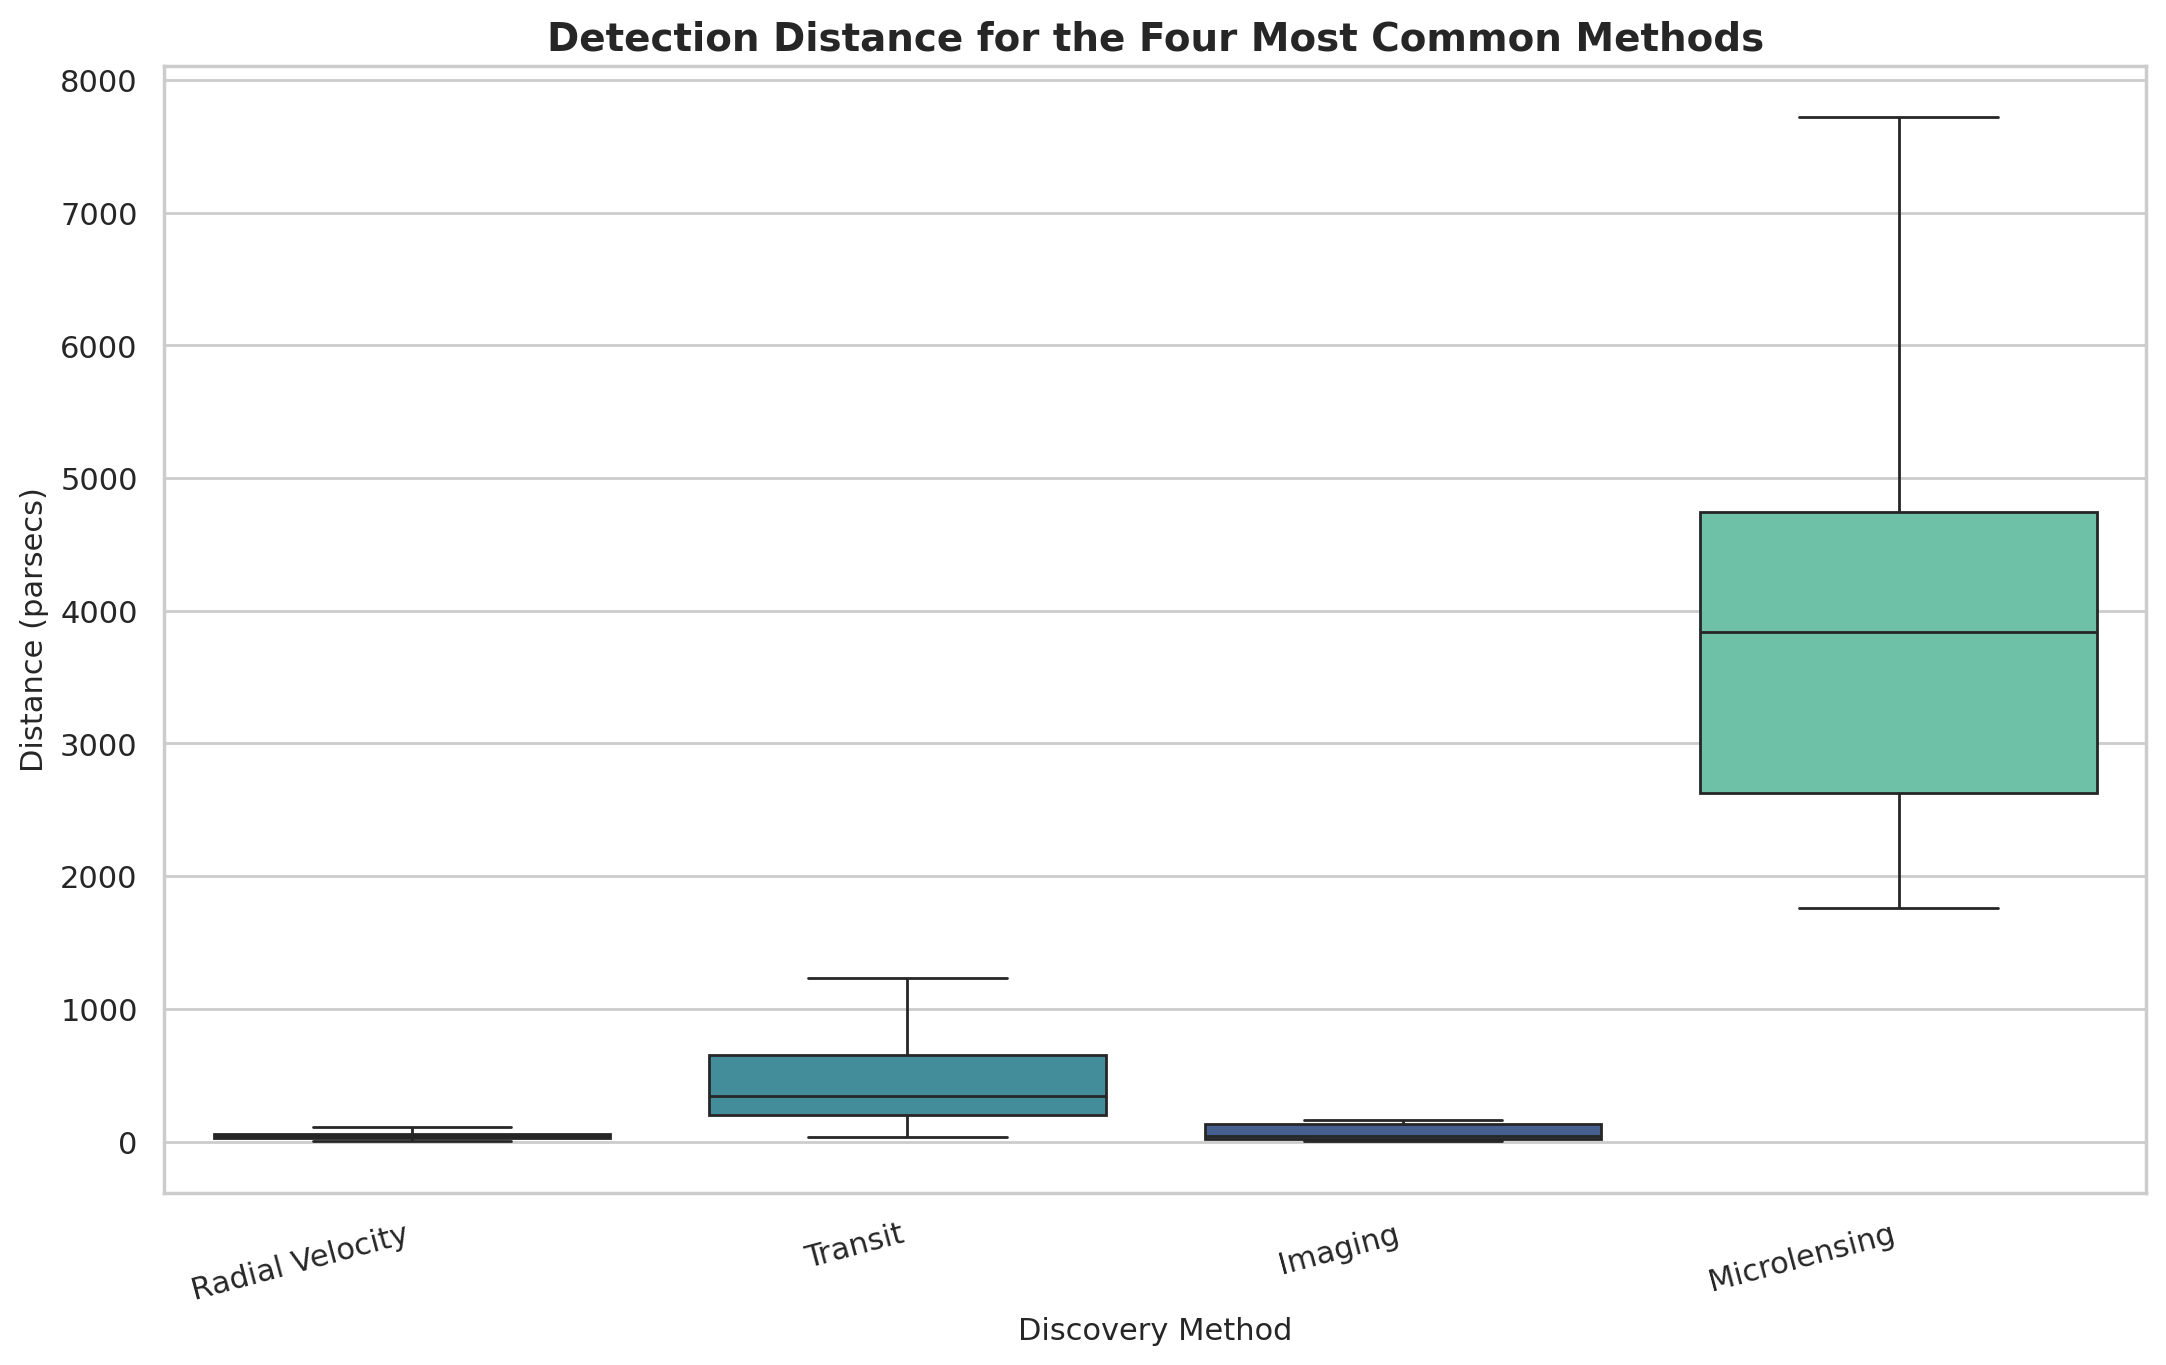 Detection Distance for the Four Most Common Methods
Distance (parsecs)
8000
7000
6000
5000
4000
3000
2000
1000
0
Radial Velocity
Transit
Imaging
Microlensing
Discovery Method